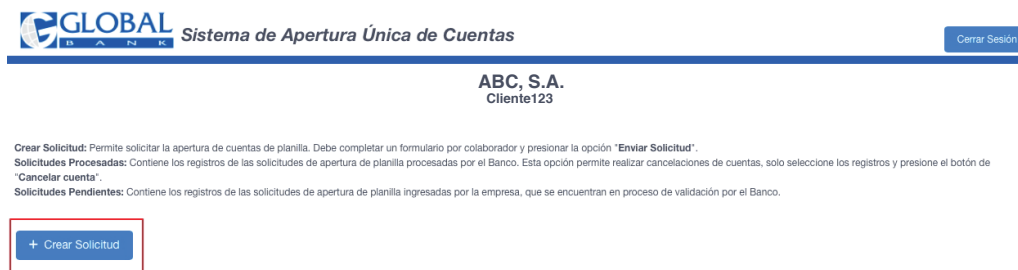 GLOBAL
BANK
Sistema de Apertura Única de Cuentas
Cerrar Sesión
ABC, S.A.
Cliente123
Crear Solicitud: Permite solicitar la apertura de cuentas de planilla. Debe completar un formulario por colaborador y presionar la opción "Enviar Solicitud".
Solicitudes Procesadas: Contiene los registros de las solicitudes de apertura de planilla procesadas por el Banco. Esta opción permite realizar cancelaciones de cuentas, solo seleccione los registros y presione el botón de
"Cancelar cuenta".
Solicitudes Pendientes: Contiene los registros de las solicitudes de apertura de planilla ingresadas por la empresa, que se encuentran en proceso de validación por el Banco.
+ Crear Solicitud